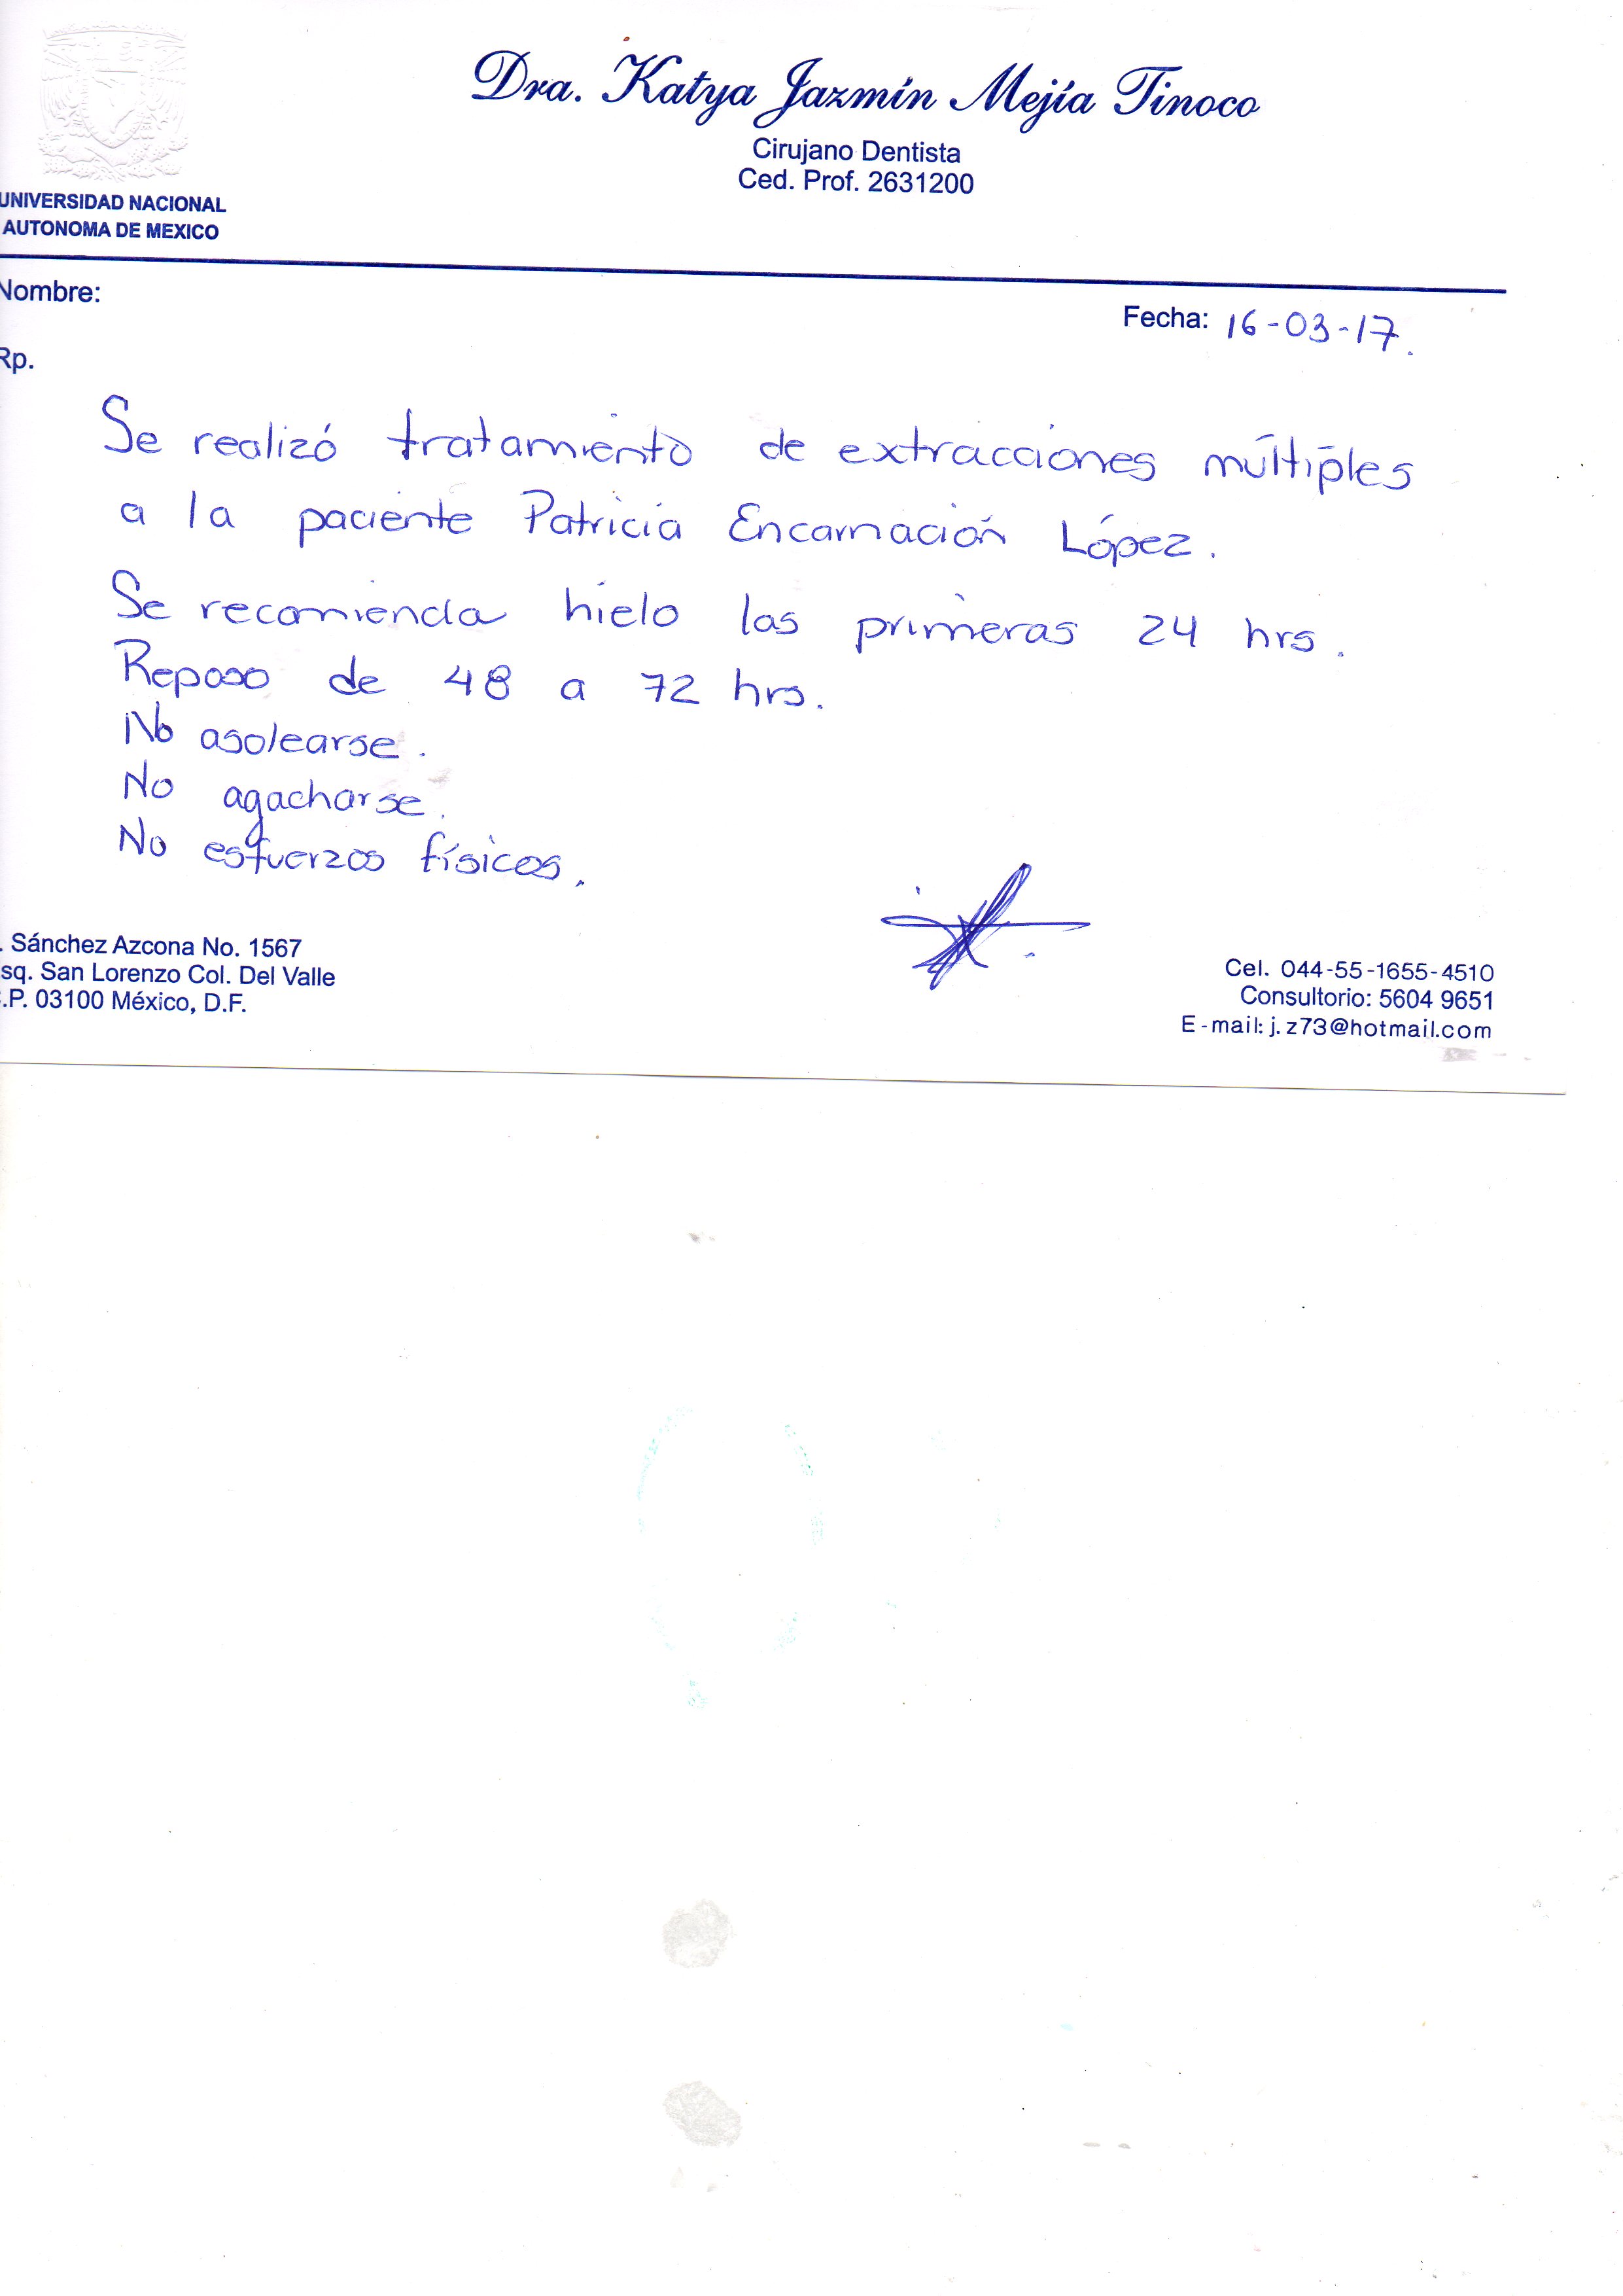 Dra. Katya Jazmín Mejía Tinoco
Cirujano Dentista
Ced. Prof. 2631200
UNIVERSIDAD NACIONAL
AUTONOMA DE MEXICO
Nombre:
Fecha: 16-03-17.
Rp.
Se realizó tratamiento de extracciones múltiples
a la paciente Patricia Encarnación López.
Se recomienda hielo las primeras 24 hrs.
Reposo de 48 a 72 hrs.
No asolearse.
No agacharse.
No esfuerzos físicos.
. Sánchez Azcona No. 1567
sq. San Lorenzo Col. Del Valle
.P. 03100 México, D.F.
Cel. 044-55-1655-4510
Consultorio: 5604 9651
E-mail: j.z73@hotmail.com